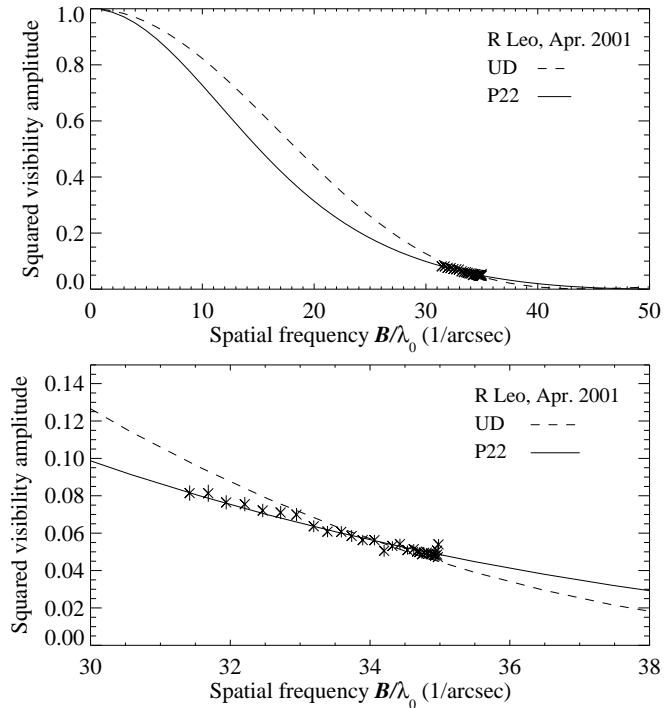 R Leo, Apr. 2001
UD
P22
Squared visibility amplitude
1.0
0.8
0.6
0.4
0.2
0.0
0 10 20 30 40 50
Spatial frequency B/λ0 (1/arcsec)
R Leo, Apr. 2001
UD
P22
Squared visibility amplitude
0.14
0.12
0.10
0.08
0.06
0.04
0.02
0.00
30 32 34 36 38
Spatial frequency B/λ0 (1/arcsec)